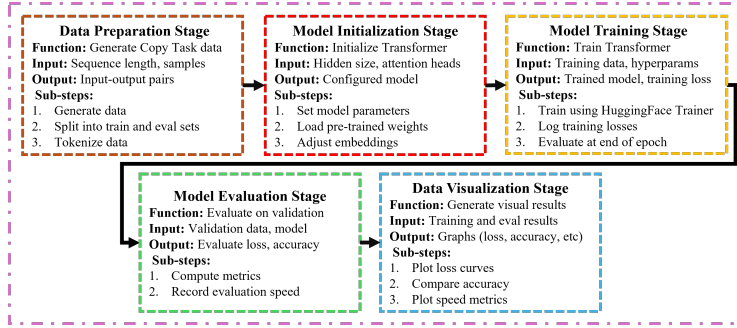 Data Preparation Stage
Function: Generate Copy Task data
Input: Sequence length, samples
Output: Input-output pairs
Sub-steps:
1. Generate data
2. Split into train and eval sets
3. Tokenize data
Model Initialization Stage
Function: Initialize Transformer
Input: Hidden size, attention heads
Output: Configured model
Sub-steps:
1. Set model parameters
2. Load pre-trained weights
3. Adjust embeddings
Model Training Stage
Function: Train Transformer
Input: Training data, hyperparams
Output: Trained model, training loss
Sub-steps:
1. Train using HuggingFace Trainer
2. Log training losses
3. Evaluate at end of epoch
Model Evaluation Stage
Function: Evaluate on validation
Input: Validation data, model
Output: Evaluate loss, accuracy
Sub-steps:
1. Compute metrics
2. Record evaluation speed
Data Visualization Stage
Function: Generate visual results
Input: Training and eval results
Output: Graphs (loss, accuracy, etc)
Sub-steps:
1. Plot loss curves
2. Compare accuracy
3. Plot speed metrics